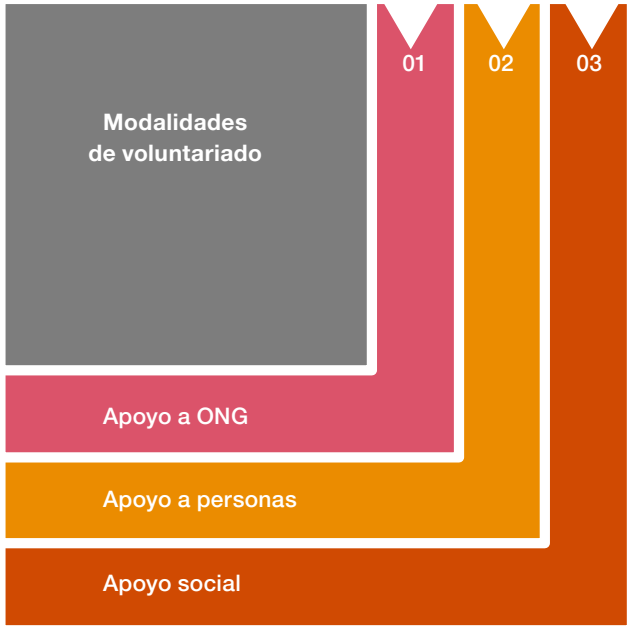 01
02
03
Modalidades
de voluntariado
Apoyo a ONG
Apoyo a personas
Apoyo social